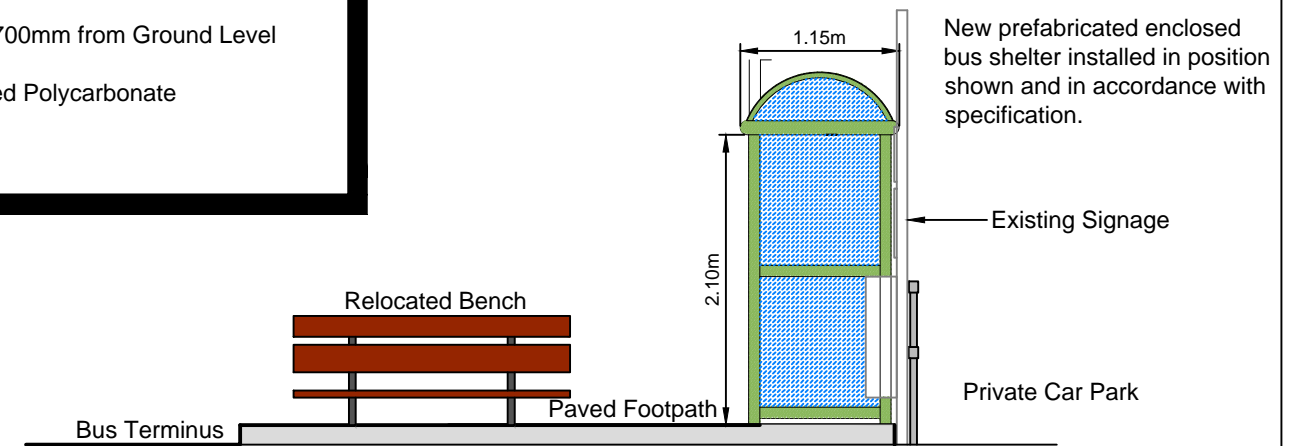 700mm from Ground Level
Polycarbonate
1.15m
New prefabricated enclosed
bus shelter installed in position
shown and in accordance with
specification.
Existing Signage
2.10m
Relocated Bench
Paved Footpath
Private Car Park
Bus Terminus